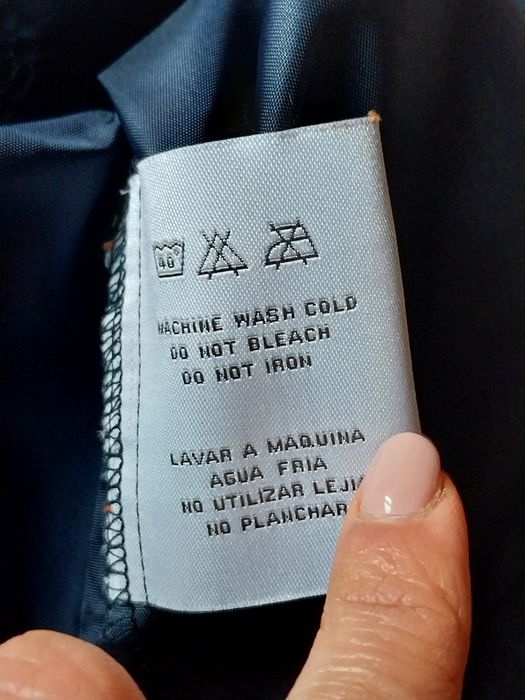 40°
MACHINE WASH COLD
DO NOT BLEACH
DO NOT IRON
LAVAR A MAQUINA
AGUA FRIA
NO UTILIZAR
NO PLANCHAR